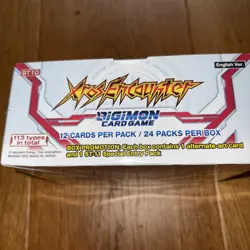 BT10
English Ver.
Xros Encounter
DIGIMON
CARD GAME
113 types
in total
12 CARDS PER PACK / 24 PACKS PER BOX
BOX PROMOTION: Each box contains 1 alternate art card
and 1 ST-11 Special Entry Pack